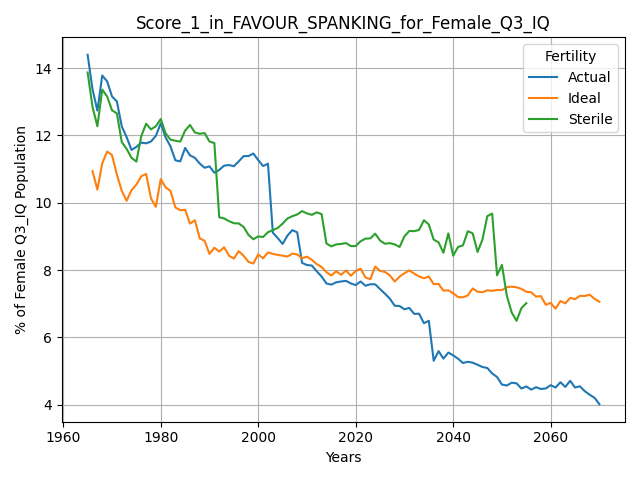 Score_1_in_FAVOUR_SPANKING_for_Female_Q3_IQ
Fertility
Actual
Ideal
Sterile
% of Female Q3_IQ Population
14
12
10
8
6
4
1960
1980
2000
2020
2040
2060
Years